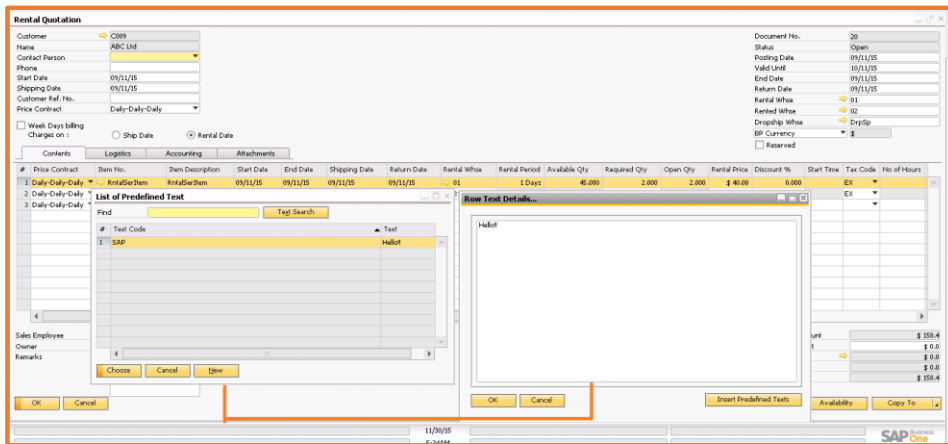 Rental Quotation
Customer C009
Name ABC Ltd
Contact Person
Phone
Start Date 09/11/15
Shipping Date 09/11/15
Customer Ref. No.
Price Contract Daily-Daily-Daily
Document No. 20
Status Open
Posting Date 09/11/15
Valid Until 10/11/15
End Date 09/11/15
Return Date 09/11/15
Rental Whse 01
Rented Whse 02
Dropship Whse DrpSp
BP Currency $
Reserved
Week Days billing
Charges on : Ship Date Rental Date
Contents Logistics Accounting Attachments
# Price Contract Item No. Item Description Start Date End Date Shipping Date Return Date Rental Whse Rental Period Available Qty Required Qty Open Qty Rental Price Discount % Start Time Tax Code No of Hours
1 Daily-Daily-Daily RntalSerItem RntalSerItem 09/11/15 09/11/15 09/11/15 09/11/15 01 1 Days 45.000 2.000 2.000 $ 40.00 0.000 EX
2 Daily-Daily-Daily EX
3 Daily-Daily-Daily
List of Predefined Text
Find Text Search
# Text Code Text
1 SAP Hello!!
Choose Cancel New
Row Text Details...
Hello!!
OK Cancel Insert Predefined Texts
Sales Employee
Owner
Remarks
$ 158.4
$ 0.0
$ 0.0
$ 0.0
$ 158.4
OK Cancel
Availability Copy To
11/30/15
SAP Business One